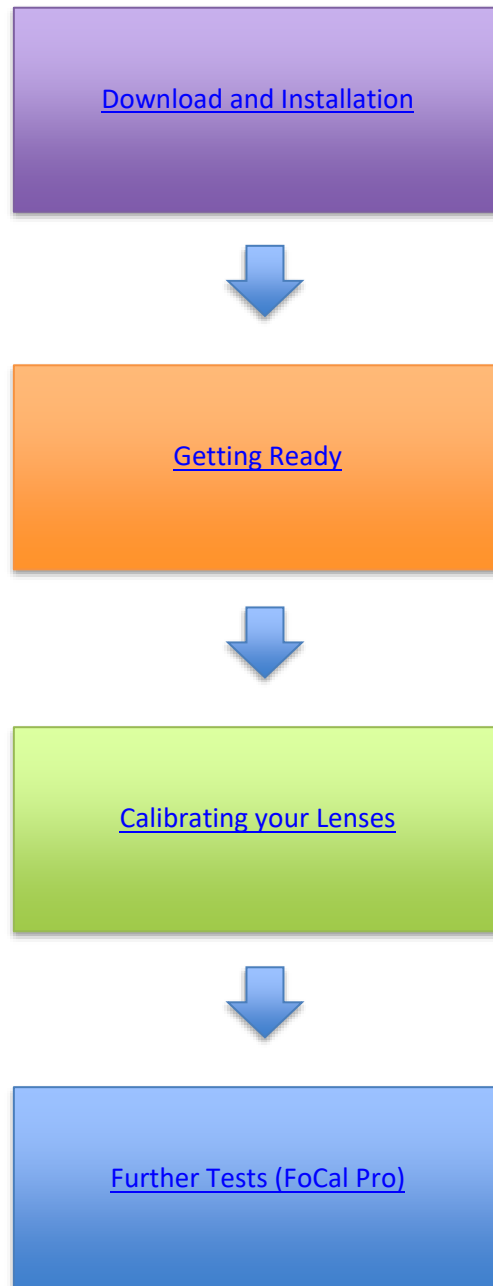 Download and Installation
Getting Ready
Calibrating your Lenses
Further Tests (FoCal Pro)